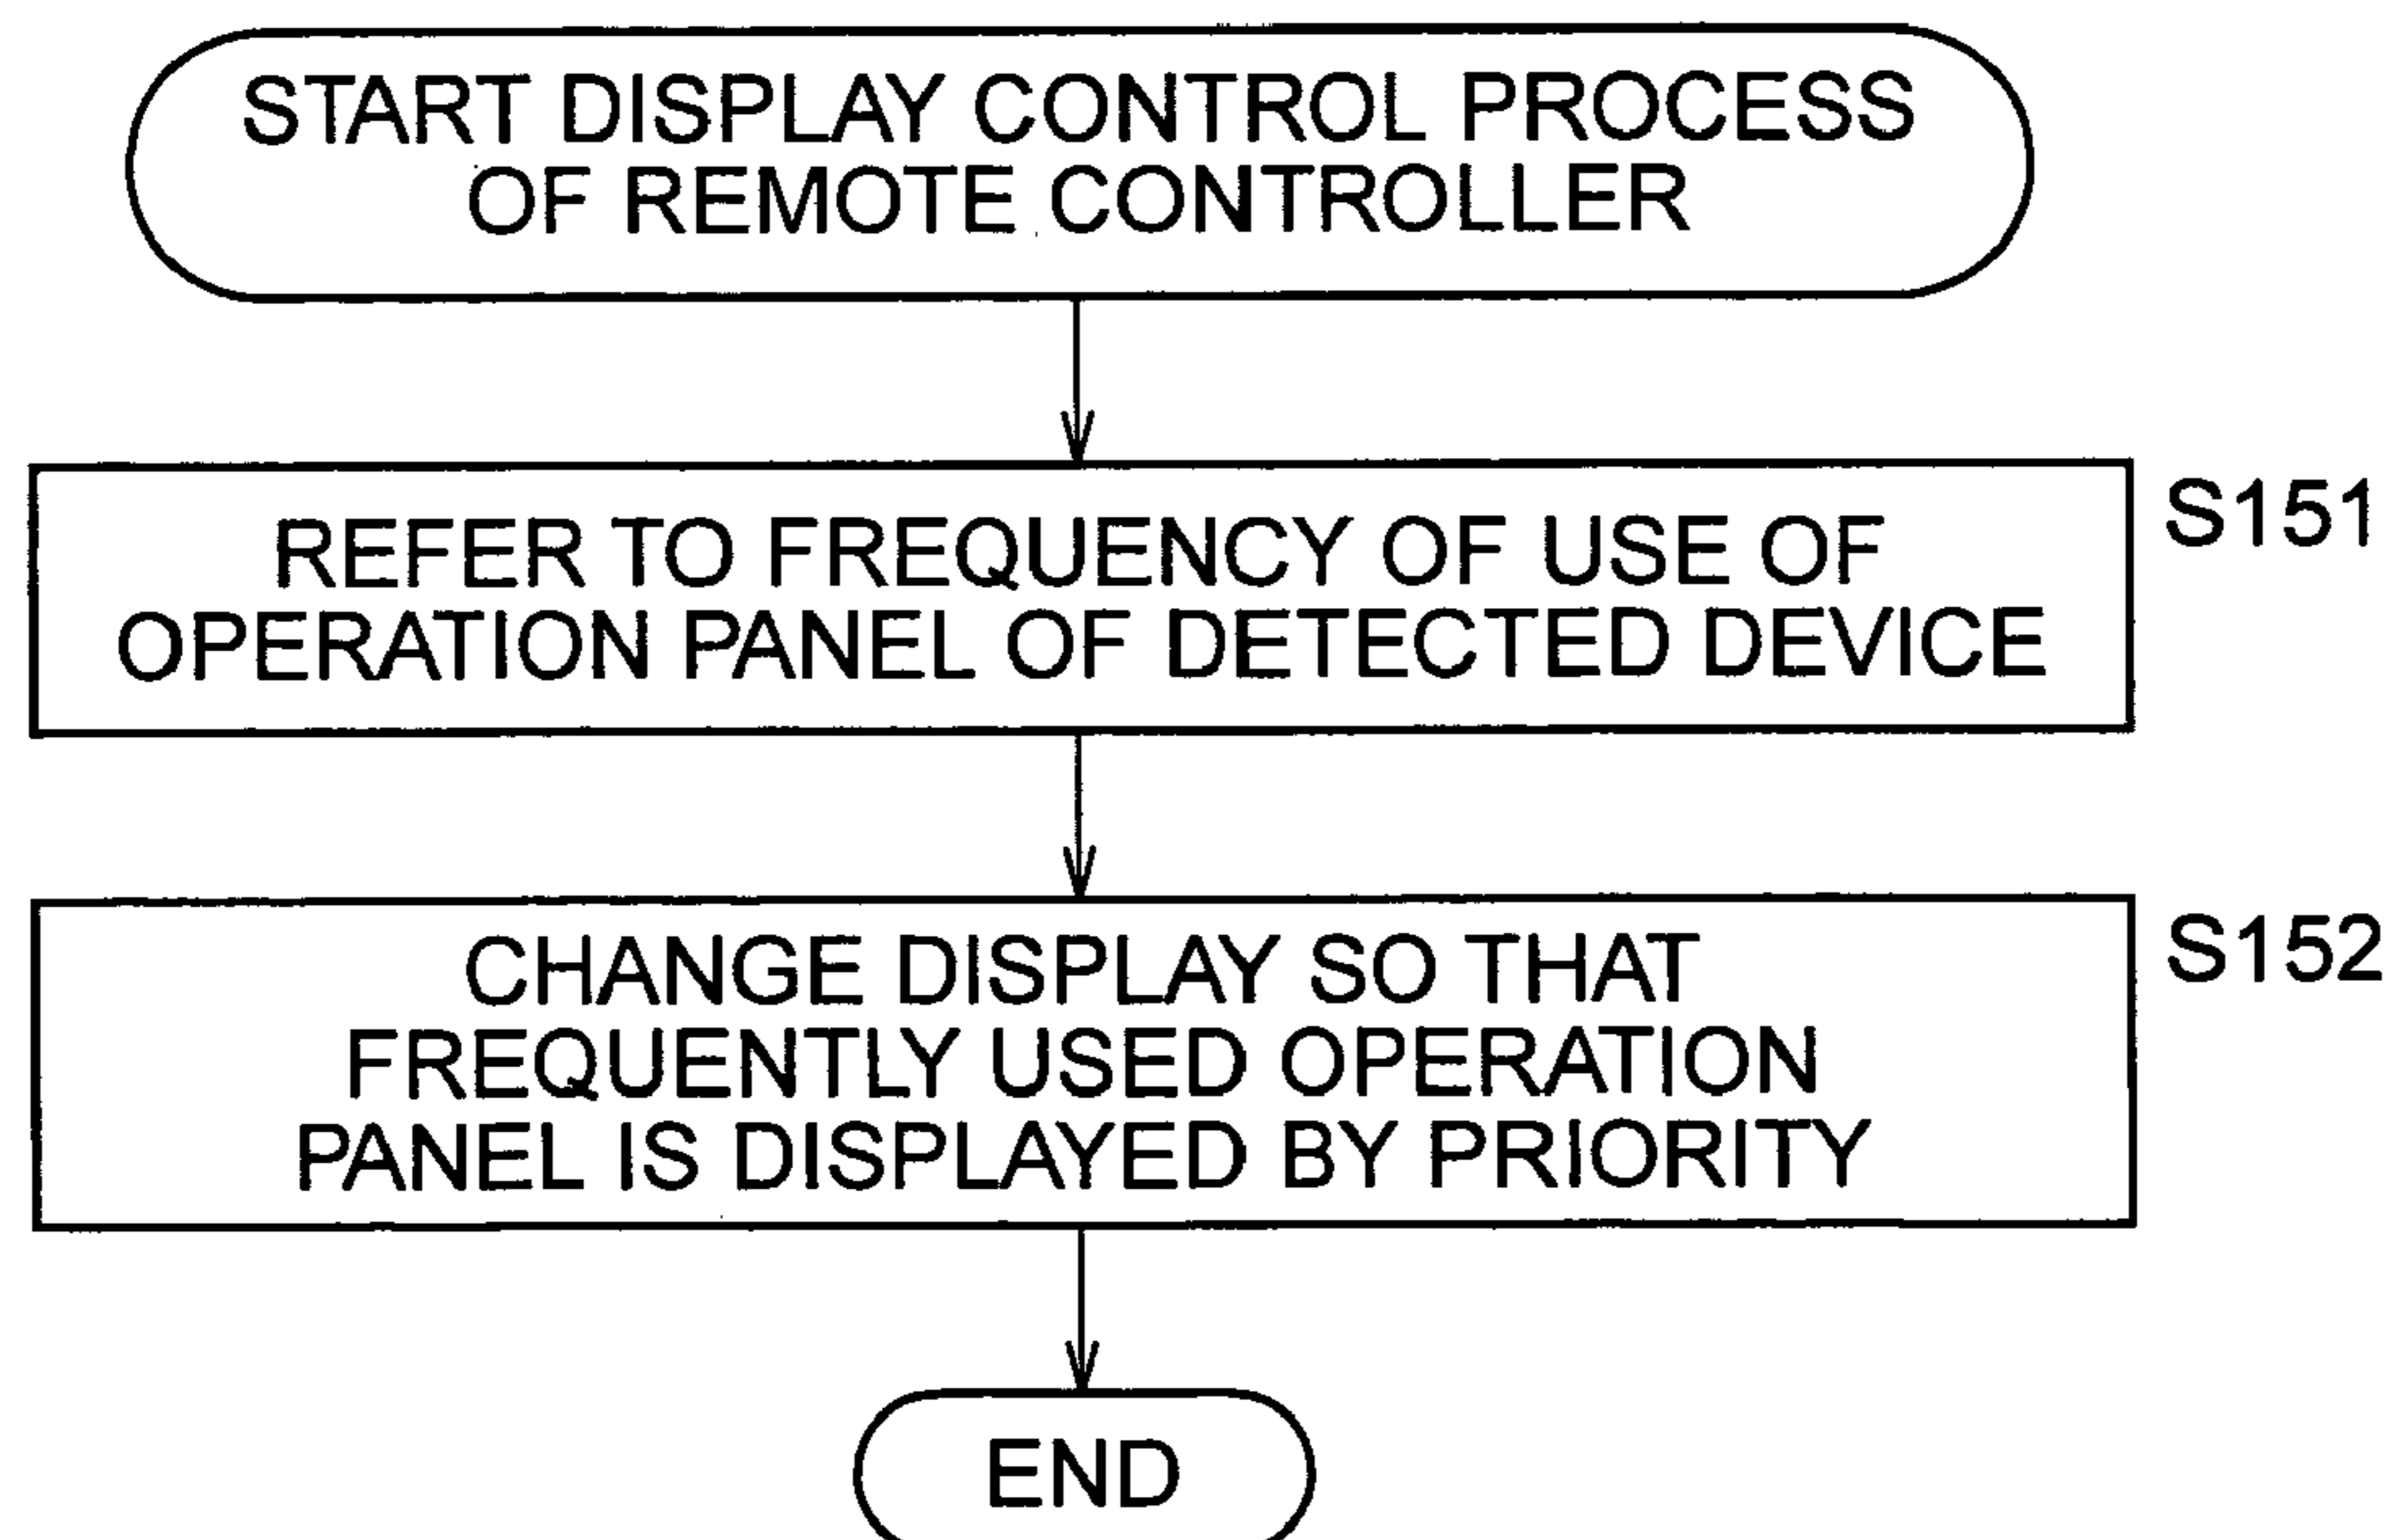 START DISPLAY CONTROL PROCESS
OF REMOTE CONTROLLER
S151
REFER TO FREQUENCY OF USE OF
OPERATION PANEL OF DETECTED DEVICE
S152
CHANGE DISPLAY SO THAT
FREQUENTLY USED OPERATION
PANEL IS DISPLAYED BY PRIORITY
END